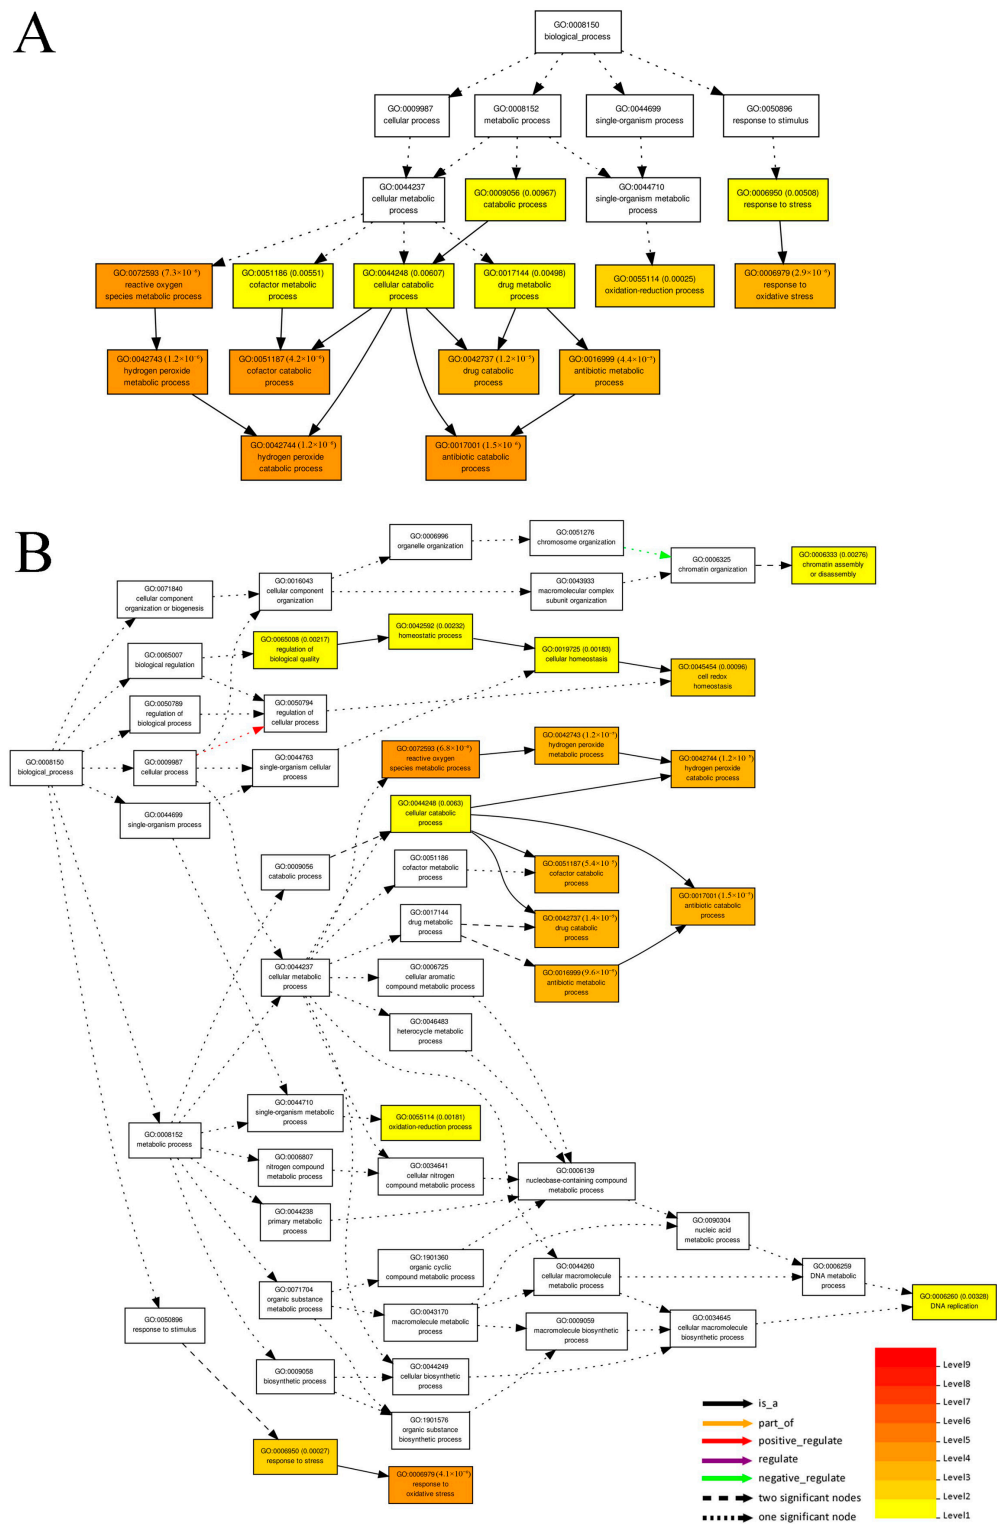 A
GO:0008150
biological_process
GO:0009987
cellular process
GO:0008152
metabolic process
GO:0044699
single-organism process
GO:0050896
response to stimulus
GO:0044237
cellular metabolic
process
GO:0009056 (0.00967)
catabolic process
GO:0044710
single-organism metabolic
process
GO:0006950 (0.00508)
response to stress
GO:0072593 (7.3×10⁻⁶)
reactive oxygen
species metabolic process
GO:0051186 (0.00551)
cofactor metabolic
process
GO:0044248 (0.00607)
cellular catabolic
process
GO:0017144 (0.00498)
drug metabolic
process
GO:0055114 (0.00025)
oxidation-reduction process
GO:0006979 (2.9×10⁻⁵)
response to
oxidative stress
GO:0042743 (1.2×10⁻⁶)
hydrogen peroxide
metabolic process
GO:0051187 (4.2×10⁻⁶)
cofactor catabolic
process
GO:0042737 (1.2×10⁻⁵)
drug catabolic
process
GO:0016999 (4.4×10⁻⁵)
antibiotic metabolic
process
GO:0042744 (1.2×10⁻⁶)
hydrogen peroxide
catabolic process
GO:0017001 (1.5×10⁻⁶)
antibiotic catabolic
process
B
GO:0006996
organelle organization
GO:0051276
chromosome organization
GO:0006325
chromatin organization
GO:0006333 (0.00276)
chromatin assembly
or disassembly
GO:0071840
cellular component
organization or biogenesis
GO:0016043
cellular component
organization
GO:0043933
macromolecular complex
subunit organization
GO:0065007
biological regulation
GO:0065008 (0.00217)
regulation of
biological quality
GO:0042592 (0.00232)
homeostatic process
GO:0019725 (0.00183)
cellular homeostasis
GO:0045454 (0.00096)
cell redox
homeostasis
GO:0050789
regulation of
biological process
GO:0050794
regulation of
cellular process
GO:0008150
biological_process
GO:0009987
cellular process
GO:0044763
single-organism cellular
process
GO:0044699
single-organism process
GO:0072593 (6.8×10⁻⁶)
reactive oxygen
species metabolic process
GO:0042743 (1.2×10⁻⁵)
hydrogen peroxide
metabolic process
GO:0042744 (1.2×10⁻⁵)
hydrogen peroxide
catabolic process
GO:0044248 (0.0063)
cellular catabolic
process
GO:0009056
catabolic process
GO:0051186
cofactor metabolic
process
GO:0051187 (5.4×10⁻⁵)
cofactor catabolic
process
GO:0017001 (1.5×10⁻⁵)
antibiotic catabolic
process
GO:0017144
drug metabolic
process
GO:0042737 (1.4×10⁻⁵)
drug catabolic
process
GO:0044237
cellular metabolic
process
GO:0006725
cellular aromatic
compound metabolic process
GO:0016999 (9.6×10⁻⁵)
antibiotic metabolic
process
GO:0046483
heterocycle metabolic
process
GO:0008152
metabolic process
GO:0044710
single-organism metabolic
process
GO:0055114 (0.00181)
oxidation-reduction process
GO:0006807
nitrogen compound
metabolic process
GO:0034641
cellular nitrogen
compound metabolic process
GO:0006139
nucleobase-containing compound
metabolic process
GO:0044238
primary metabolic
process
GO:0090304
nucleic acid
metabolic process
GO:1901360
organic cyclic
compound metabolic process
GO:0044260
cellular macromolecule
metabolic process
GO:0006259
DNA metabolic
process
GO:0071704
organic substance
metabolic process
GO:0043170
macromolecule metabolic
process
GO:0006260 (0.00328)
DNA replication
GO:0050896
response to stimulus
GO:0009059
macromolecule biosynthetic
process
GO:0034645
cellular macromolecule
biosynthetic process
GO:0009058
biosynthetic process
GO:0044249
cellular biosynthetic
process
GO:1901576
organic substance
biosynthetic process
GO:0006950 (0.00027)
response to stress
GO:0006979 (4.1×10⁻⁶)
response to
oxidative stress
is_a
part_of
positive_regulate
regulate
negative_regulate
two significant nodes
one significant node
Level9
Level8
Level7
Level6
Level5
Level4
Level3
Level2
Level1